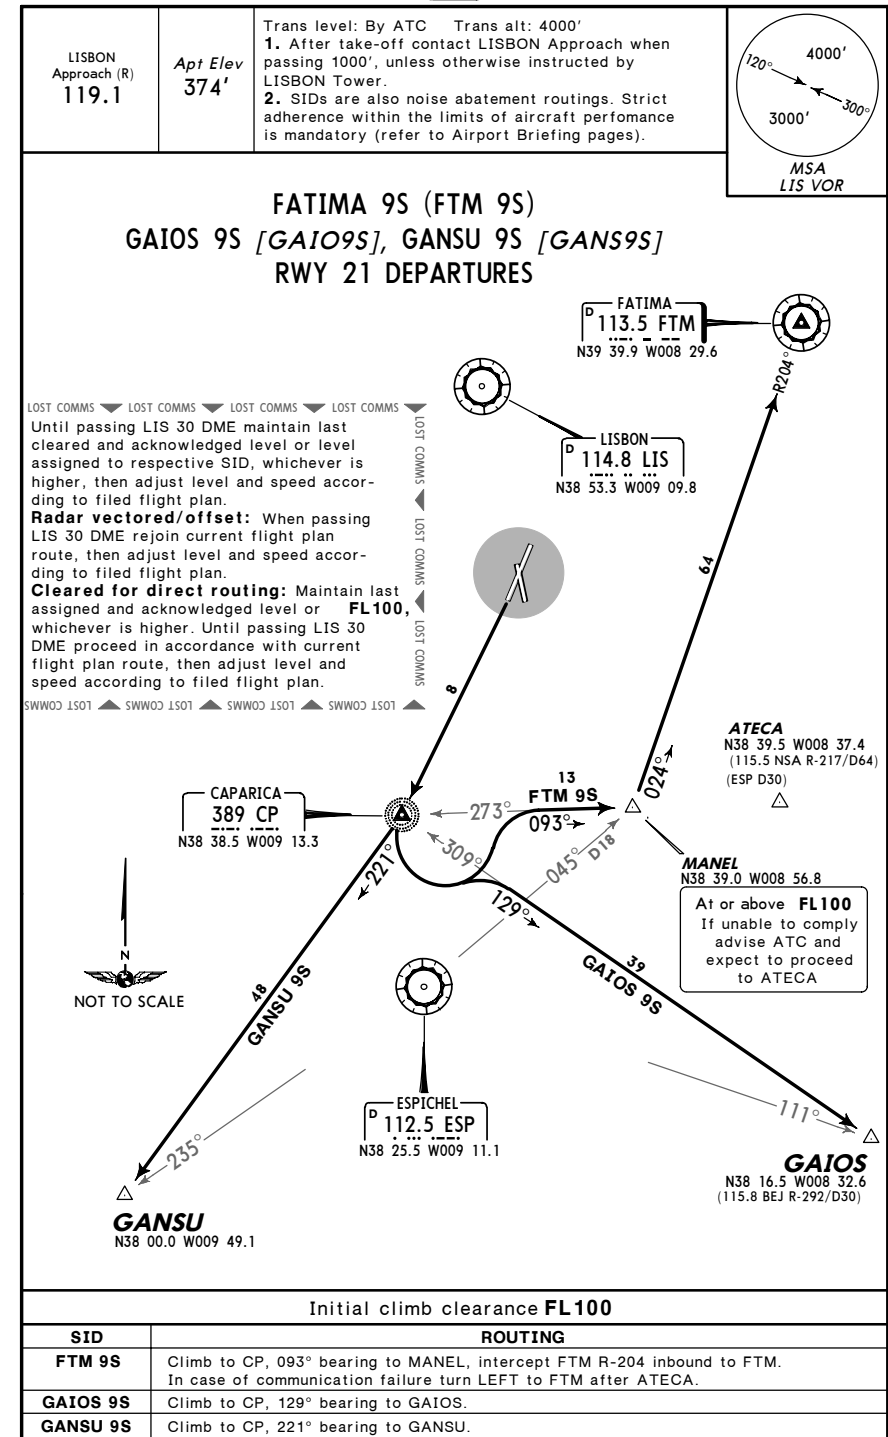 LISBON
Approach (R)
119.1
Apt Elev
374'
Trans level: By ATC Trans alt: 4000'
1. After take-off contact LISBON Approach when
passing 1000', unless otherwise instructed by
LISBON Tower.
2. SIDs are also noise abatement routings. Strict
adherence within the limits of aircraft perfomance
is mandatory (refer to Airport Briefing pages).
120°
4000'
3000'
300°
MSA
LIS VOR
FATIMA 9S (FTM 9S)
GAIOS 9S [GAIO9S], GANSU 9S [GANS9S]
RWY 21 DEPARTURES
FATIMA
D 113.5 FTM
N39 39.9 W008 29.6
R204°
LISBON
D 114.8 LIS
N38 53.3 W009 09.8
LOST COMMS LOST COMMS LOST COMMS LOST COMMS
Until passing LIS 30 DME maintain last
cleared and acknowledged level or level
assigned to respective SID, whichever is
higher, then adjust level and speed accor-
ding to filed flight plan.
Radar vectored/offset: When passing
LIS 30 DME rejoin current flight plan
route, then adjust level and speed accor-
ding to filed flight plan.
Cleared for direct routing: Maintain last
assigned and acknowledged level or FL100,
whichever is higher. Until passing LIS 30
DME proceed in accordance with current
flight plan route, then adjust level and
speed according to filed flight plan.
LOST COMMS
LOST COMMS
LOST COMMS
LOST COMMS LOST COMMS LOST COMMS LOST COMMS
8
64
ATECA
N38 39.5 W008 37.4
(115.5 NSA R-217/D64)
(ESP D30)
CAPARICA
389 CP
N38 38.5 W009 13.3
273°
13
FTM 9S
093°
024°
309°
045° D18
221°
129°
MANEL
N38 39.0 W008 56.8
At or above FL100
If unable to comply
advise ATC and
expect to proceed
to ATECA
N
NOT TO SCALE
48
GANSU 9S
39
GAIOS 9S
ESPICHEL
D 112.5 ESP
N38 25.5 W009 11.1
235°
111°
GAIOS
N38 16.5 W008 32.6
(115.8 BEJ R-292/D30)
GANSU
N38 00.0 W009 49.1
Initial climb clearance FL100
SID ROUTING
FTM 9S Climb to CP, 093° bearing to MANEL, intercept FTM R-204 inbound to FTM.
In case of communication failure turn LEFT to FTM after ATECA.
GAIOS 9S Climb to CP, 129° bearing to GAIOS.
GANSU 9S Climb to CP, 221° bearing to GANSU.